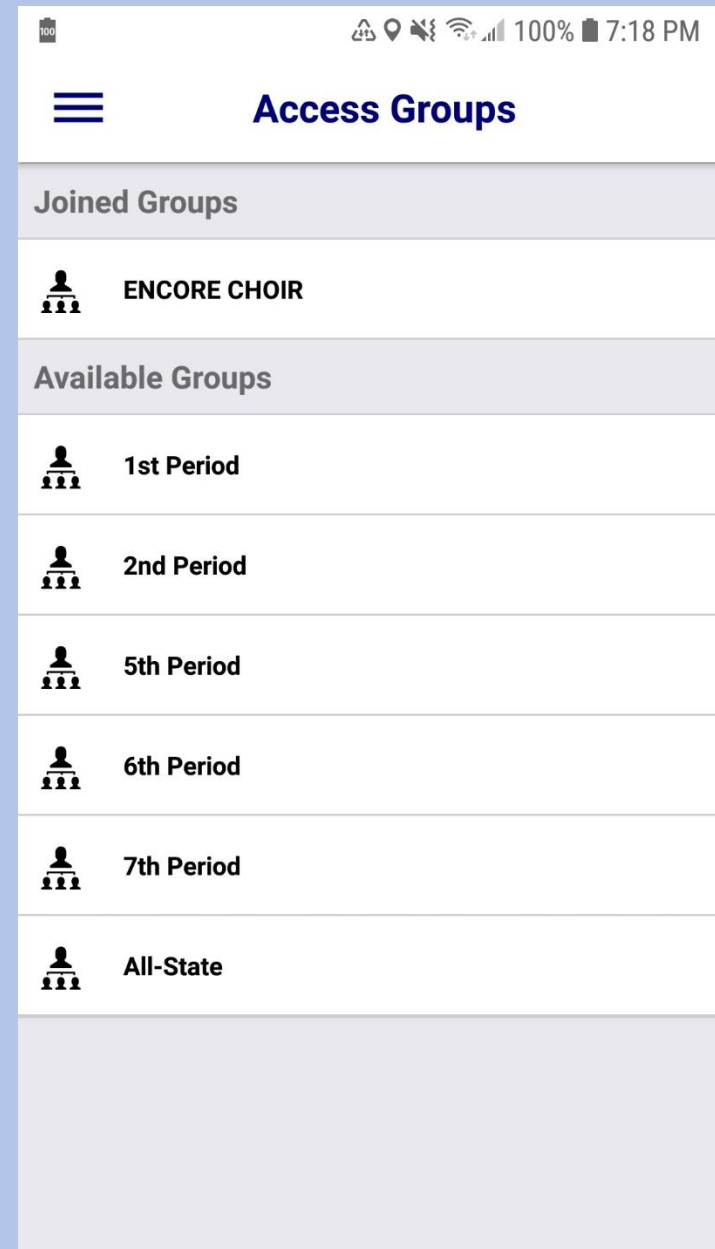 100 100% 7:18 PM
Access Groups
Joined Groups
ENCORE CHOIR
Available Groups
1st Period
2nd Period
5th Period
6th Period
7th Period
All-State